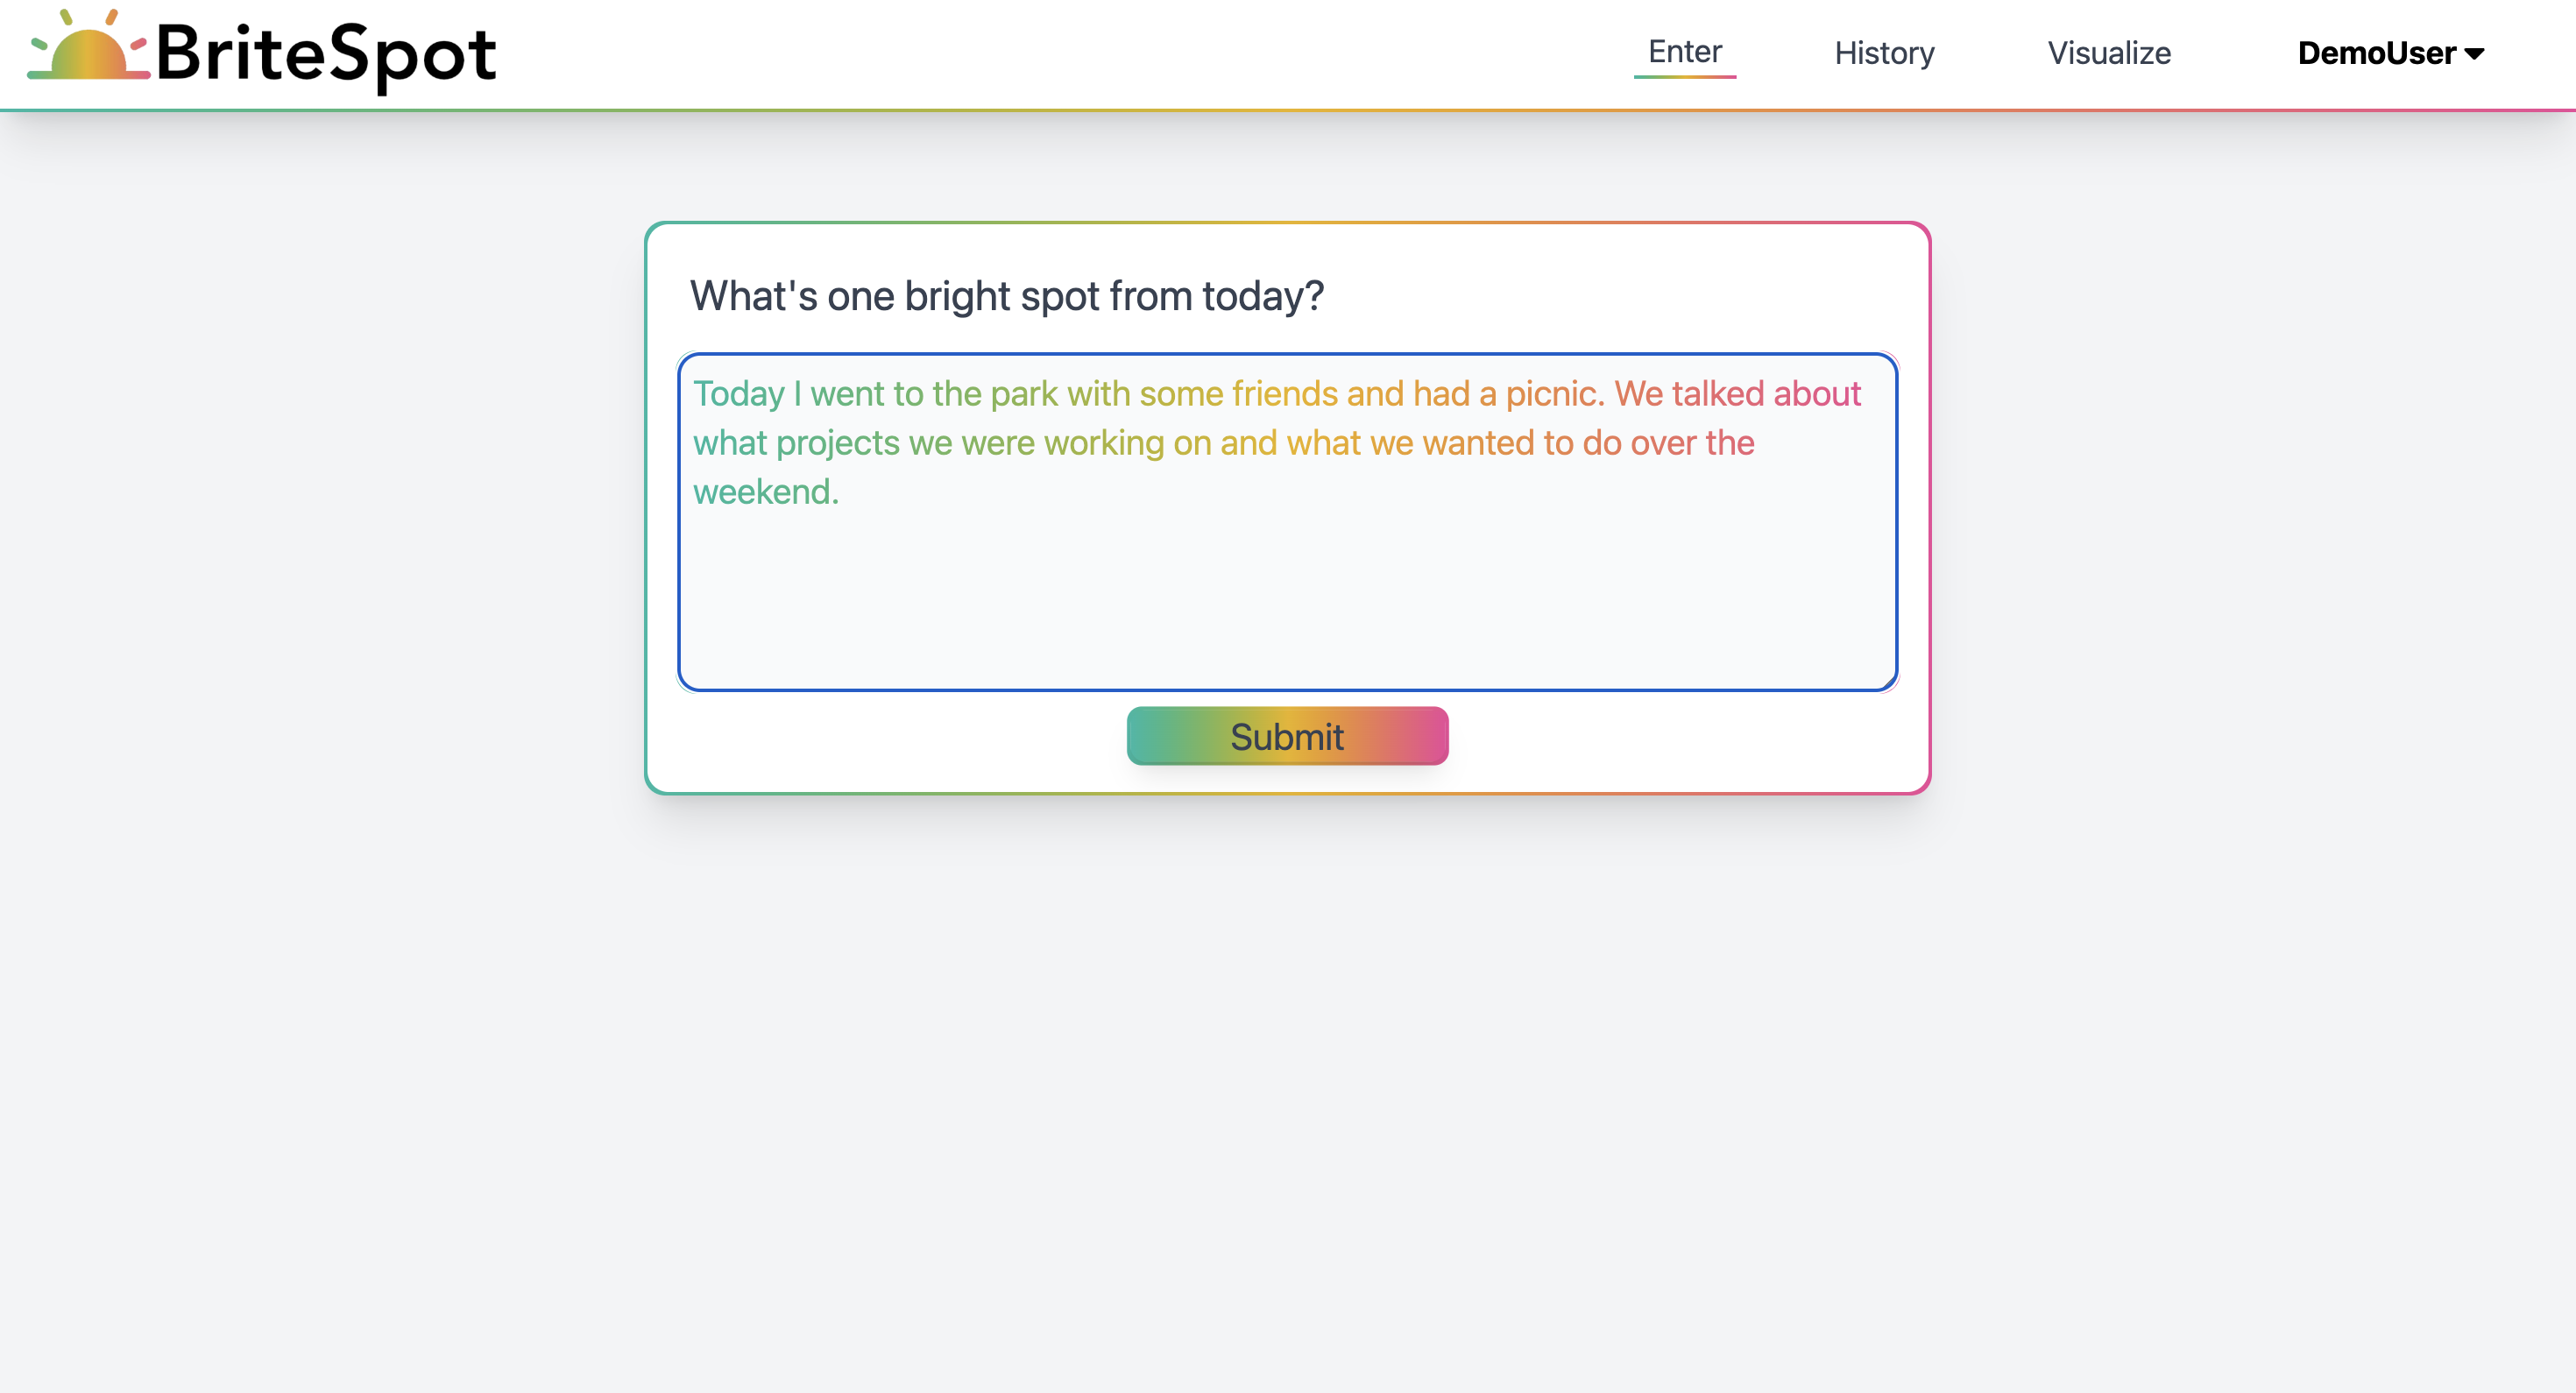 BriteSpot
Enter
History
Visualize
DemoUser
What's one bright spot from today?
Today I went to the park with some friends and had a picnic. We talked about
what projects we were working on and what we wanted to do over the
weekend.
Submit